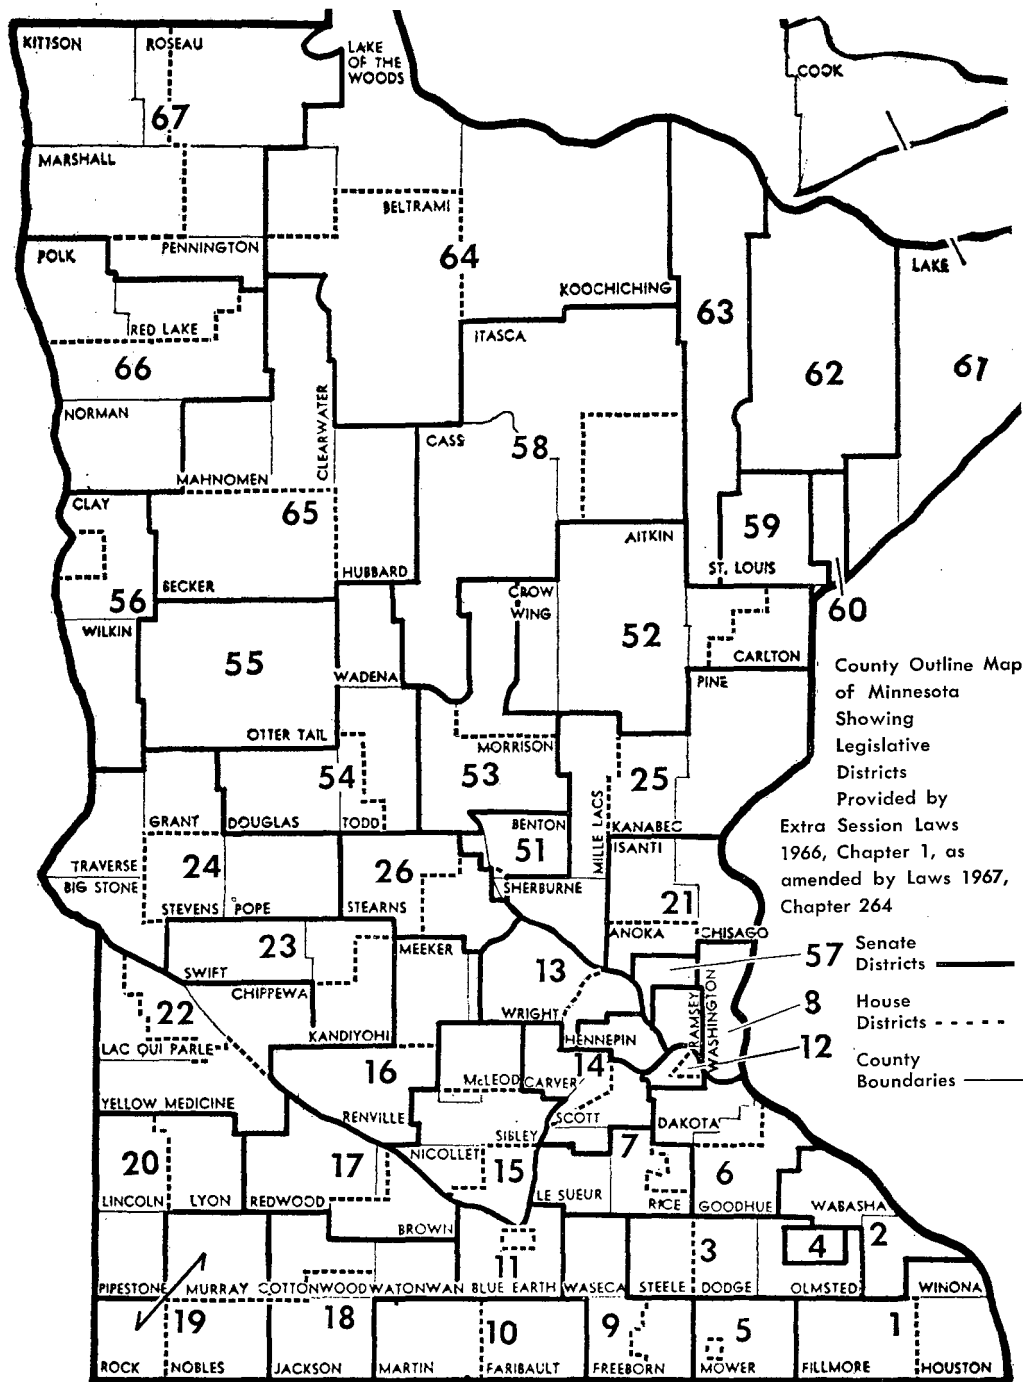 KITTSON ROSEAU
LAKE
OF THE
WOODS
COOK
67
MARSHALL
BELTRAMI
POLK PENNINGTON
64
LAKE
KOOCHICHING
63
RED LAKE
ITASCA
66
62
61
NORMAN
CLEARWATER
CASS
58
MAHNOMEN
CLAY
65
59
AITKIN
ST. LOUIS
HUBBARD
BECKER
56
CROW
WING
60
WILKIN
52
55
CARLTON
WADENA
PINE
County Outline Map
of Minnesota
Showing
Legislative
Districts
Provided by
Extra Session Laws
1966, Chapter 1, as
amended by Laws 1967,
Chapter 264
OTTER TAIL
MORRISON
54
53
25
MILLE LACS
GRANT DOUGLAS TODD
BENTON
KANABEC
ISANTI
51
TRAVERSE
24
26
BIG STONE
SHERBURNE
STEVENS POPE STEARNS
21
ANOKA CHISAGO
23
MEEKER
57 Senate
Districts
SWIFT
13
CHIPPEWA
WASHINGTON
RAMSEY
8 House
Districts
22
WRIGHT
KANDIYOHI
HENNEPIN
12
LAC QUI PARLE
County
Boundaries
16
14
McLEOD CARVER
YELLOW MEDICINE
RENVILLE
SCOTT
DAKOTA
SIBLEY
7
20
17
NICOLLET
15
6
LINCOLN LYON REDWOOD
LE SUEUR RICE GOODHUE
WABASHA
BROWN
2
3
4
11
PIPESTONE MURRAY COTTONWOOD WATONWAN BLUE EARTH WASECA STEELE DODGE OLMSTED WINONA
19 18 10 9 5 1
ROCK NOBLES JACKSON MARTIN FARIBAULT FREEBORN MOWER FILLMORE HOUSTON